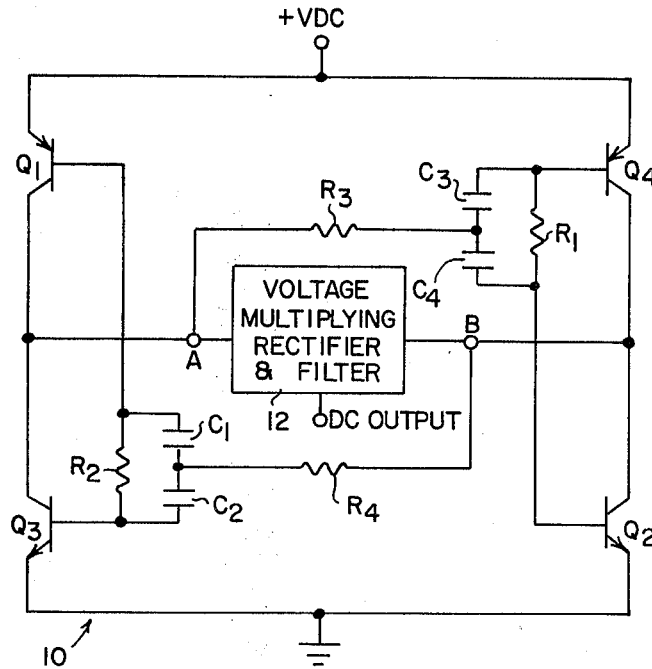 +VDC
Q1
Q4
C3
R3
R1
C4
VOLTAGE
MULTIPLYING
RECTIFIER
& FILTER
A
B
12
DC OUTPUT
C1
R2
C2
R4
Q3
Q2
10